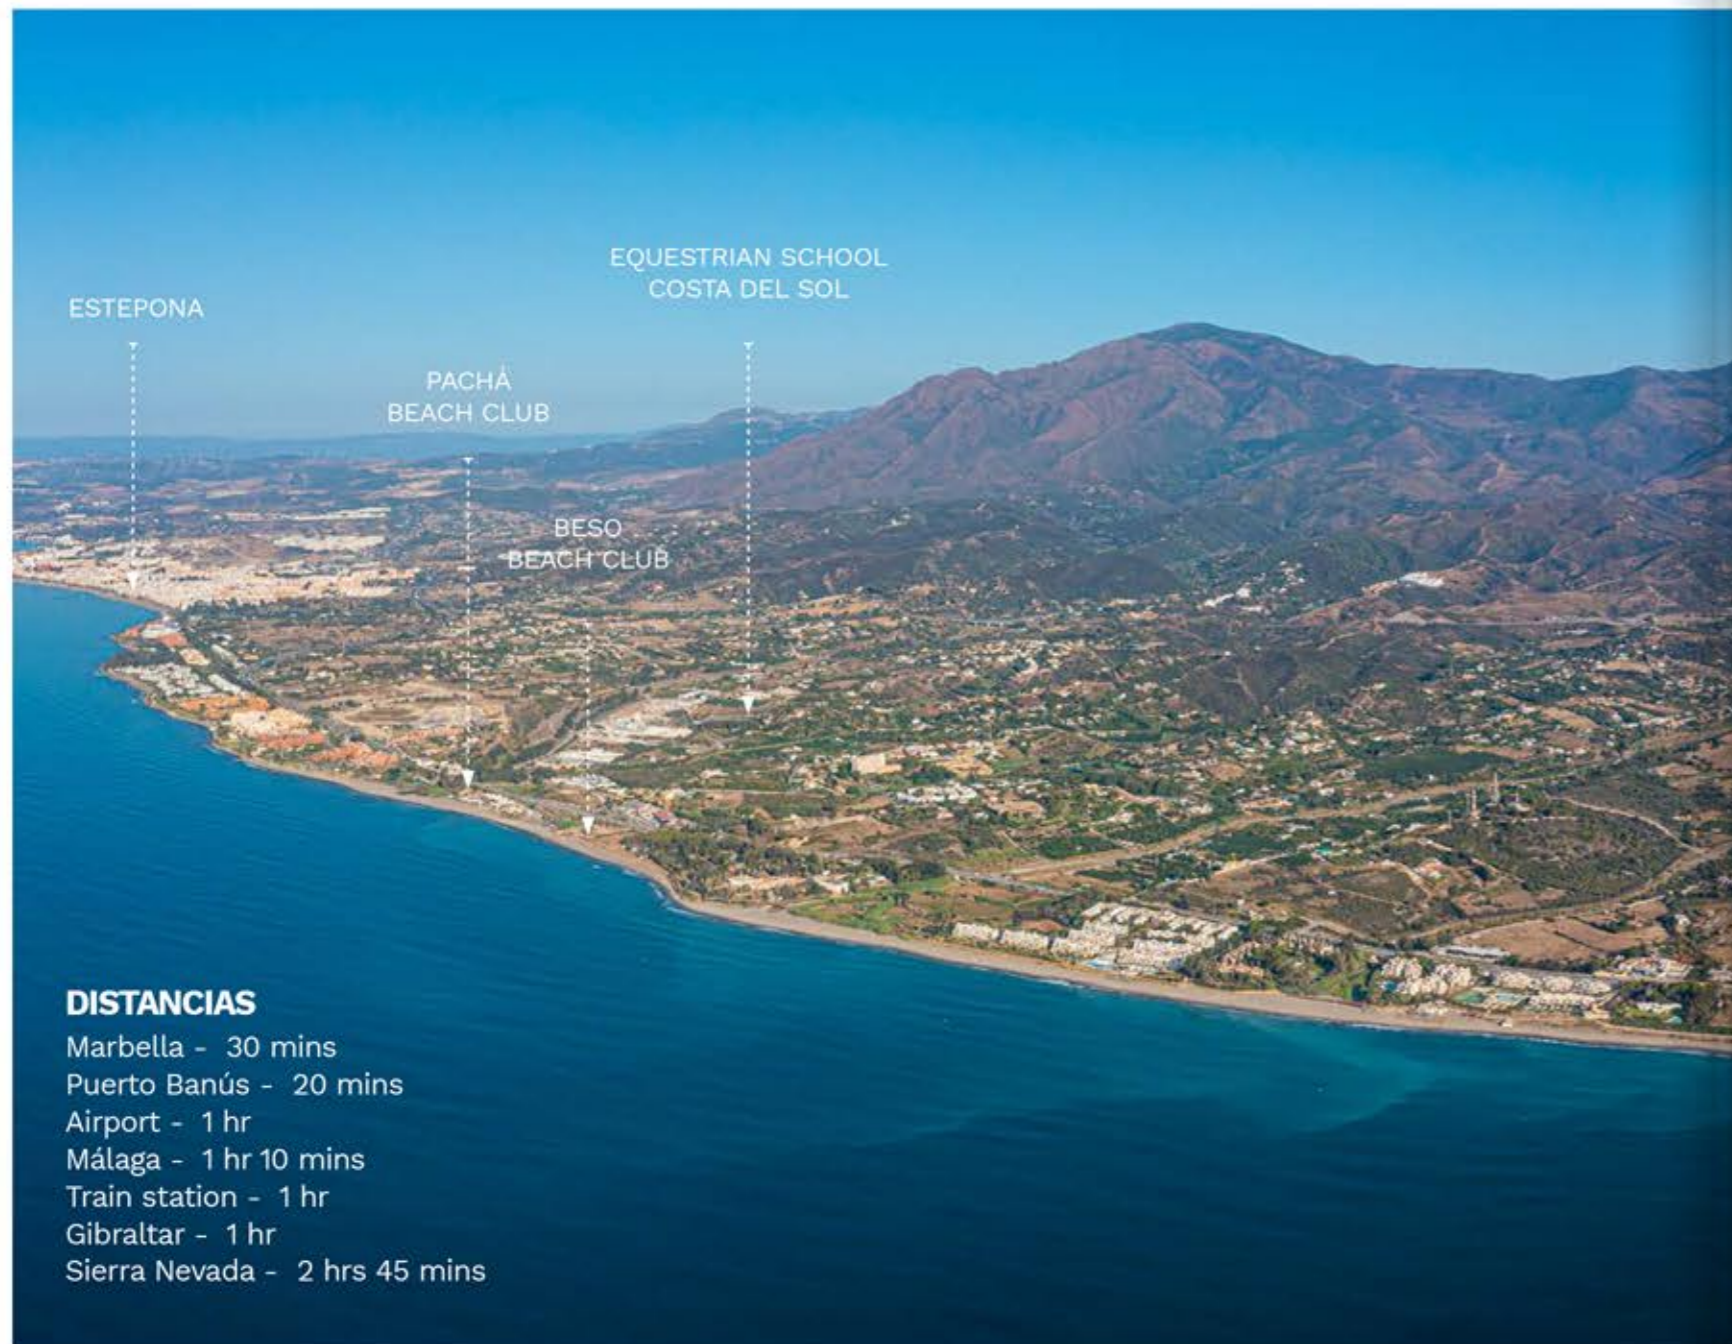 ESTEPONA
EQUESTRIAN SCHOOL
COSTA DEL SOL
PACHÁ
BEACH CLUB
BESO
BEACH CLUB
DISTANCIAS
Marbella - 30 mins
Puerto Banús - 20 mins
Airport - 1 hr
Málaga - 1 hr 10 mins
Train station - 1 hr
Gibraltar - 1 hr
Sierra Nevada - 2 hrs 45 mins